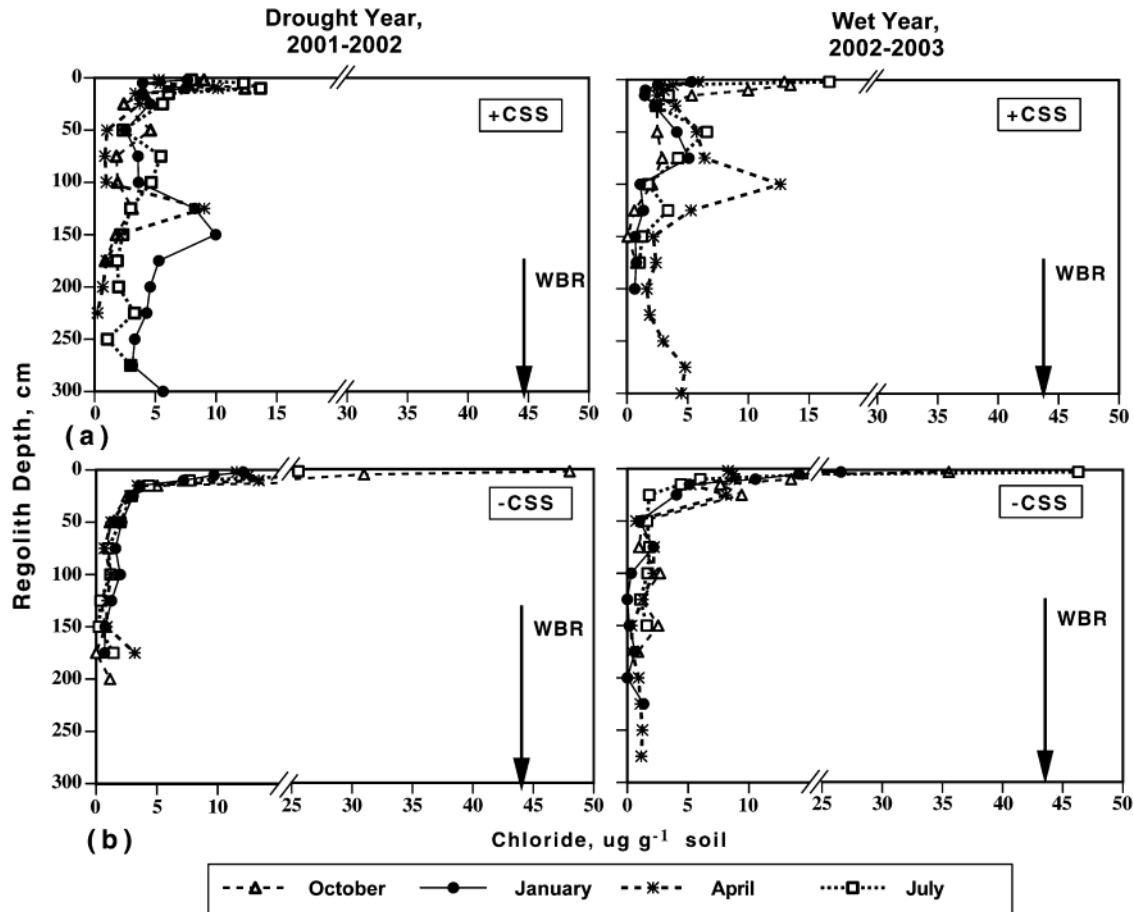 Drought Year,
2001-2002
Wet Year,
2002-2003
0
50
100
150
200
250
300
+CSS
WBR
0 5 10 15 30 35 40 45 50
(a)
+CSS
WBR
0 5 10 15 30 35 40 45 50
Regolith Depth, cm
0
50
100
150
200
250
300
-CSS
WBR
0 5 10 25 30 35 40 45 50
(b)
-CSS
WBR
0 5 10 25 30 35 40 45 50
Chloride, ug g-1 soil
October January April July